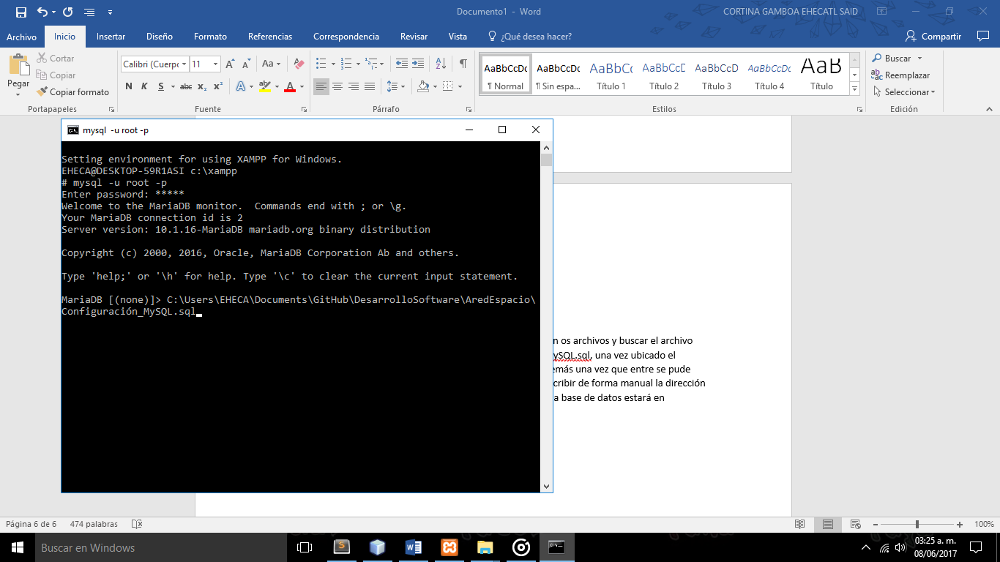 Documento1 - Word
CORTINA GAMBOA EHECATL SAID
Archivo
Inicio
Insertar
Diseño
Formato
Referencias
Correspondencia
Revisar
Vista
¿Qué desea hacer?
Compartir
Pegar
Cortar
Copiar
Copiar formato
Portapapeles
Calibri (Cuerpo
11
Aa
N K S abc x₂ x²
Fuente
Párrafo
AaBbCcDc
¶ Normal
AaBbCcDc
¶ Sin espa...
AaBbCc
Título 1
AaBbCcD
Título 2
AaBbCcD
Título 3
AaBbCcDc
Título 4
AaB
Título
Estilos
Buscar
Reemplazar
Seleccionar
Edición
mysql -u root -p
Setting environment for using XAMPP for Windows.
EHECA@DESKTOP-59R1ASI c:\xampp
# mysql -u root -p
Enter password: *****
Welcome to the MariaDB monitor.  Commands end with ; or \g.
Your MariaDB connection id is 2
Server version: 10.1.16-MariaDB mariadb.org binary distribution
Copyright (c) 2000, 2016, Oracle, MariaDB Corporation Ab and others.
Type 'help;' or '\h' for help. Type '\c' to clear the current input statement.
MariaDB [(none)]> C:\Users\EHECA\Documents\GitHub\DesarrolloSoftware\AredEspacio\
Configuración_MySQL.sql
n os archivos y buscar el archivo
ySQL.sql, una vez ubicado el
emás una vez que entre se pude
cribir de forma manual la dirección
a base de datos estará en
Página 6 de 6
474 palabras
100%
Buscar en Windows
03:25 a. m.
08/06/2017